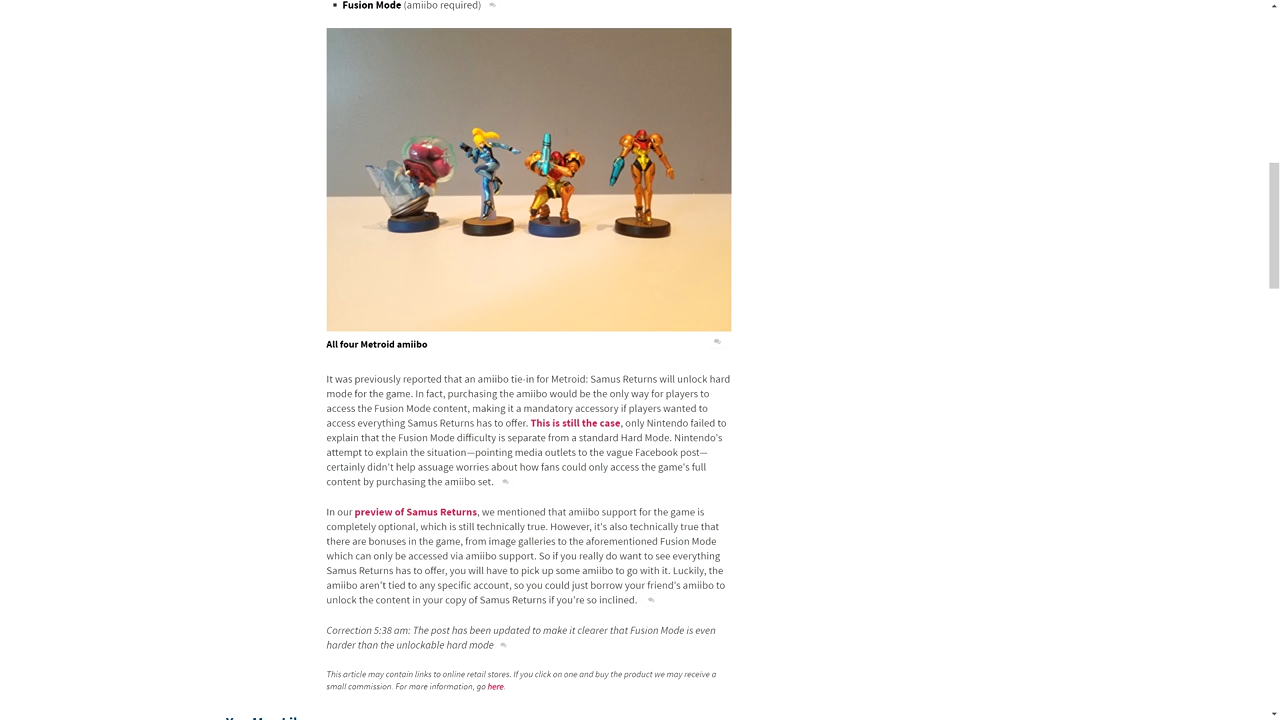 Fusion Mode (amiibo required)
All four Metroid amiibo
It was previously reported that an amiibo tie-in for Metroid: Samus Returns will unlock hard
mode for the game. In fact, purchasing the amiibo would be the only way for players to
access the Fusion Mode content, making it a mandatory accessory if players wanted to
access everything Samus Returns has to offer. This is still the case, only Nintendo failed to
explain that the Fusion Mode difficulty is separate from a standard Hard Mode. Nintendo's
attempt to explain the situation—pointing media outlets to the vague Facebook post—
certainly didn't help assuage worries about how fans could only access the game's full
content by purchasing the amiibo set.
In our preview of Samus Returns, we mentioned that amiibo support for the game is
completely optional, which is still technically true. However, it's also technically true that
there are bonuses in the game, from image galleries to the aforementioned Fusion Mode
which can only be accessed via amiibo support. So if you really do want to see everything
Samus Returns has to offer, you will have to pick up some amiibo to go with it. Luckily, the
amiibo aren't tied to any specific account, so you could just borrow your friend's amiibo to
unlock the content in your copy of Samus Returns if you're so inclined.
Correction 5:38 am: The post has been updated to make it clearer that Fusion Mode is even
harder than the unlockable hard mode
This article may contain links to online retail stores. If you click on one and buy the product we may receive a
small commission. For more information, go here.